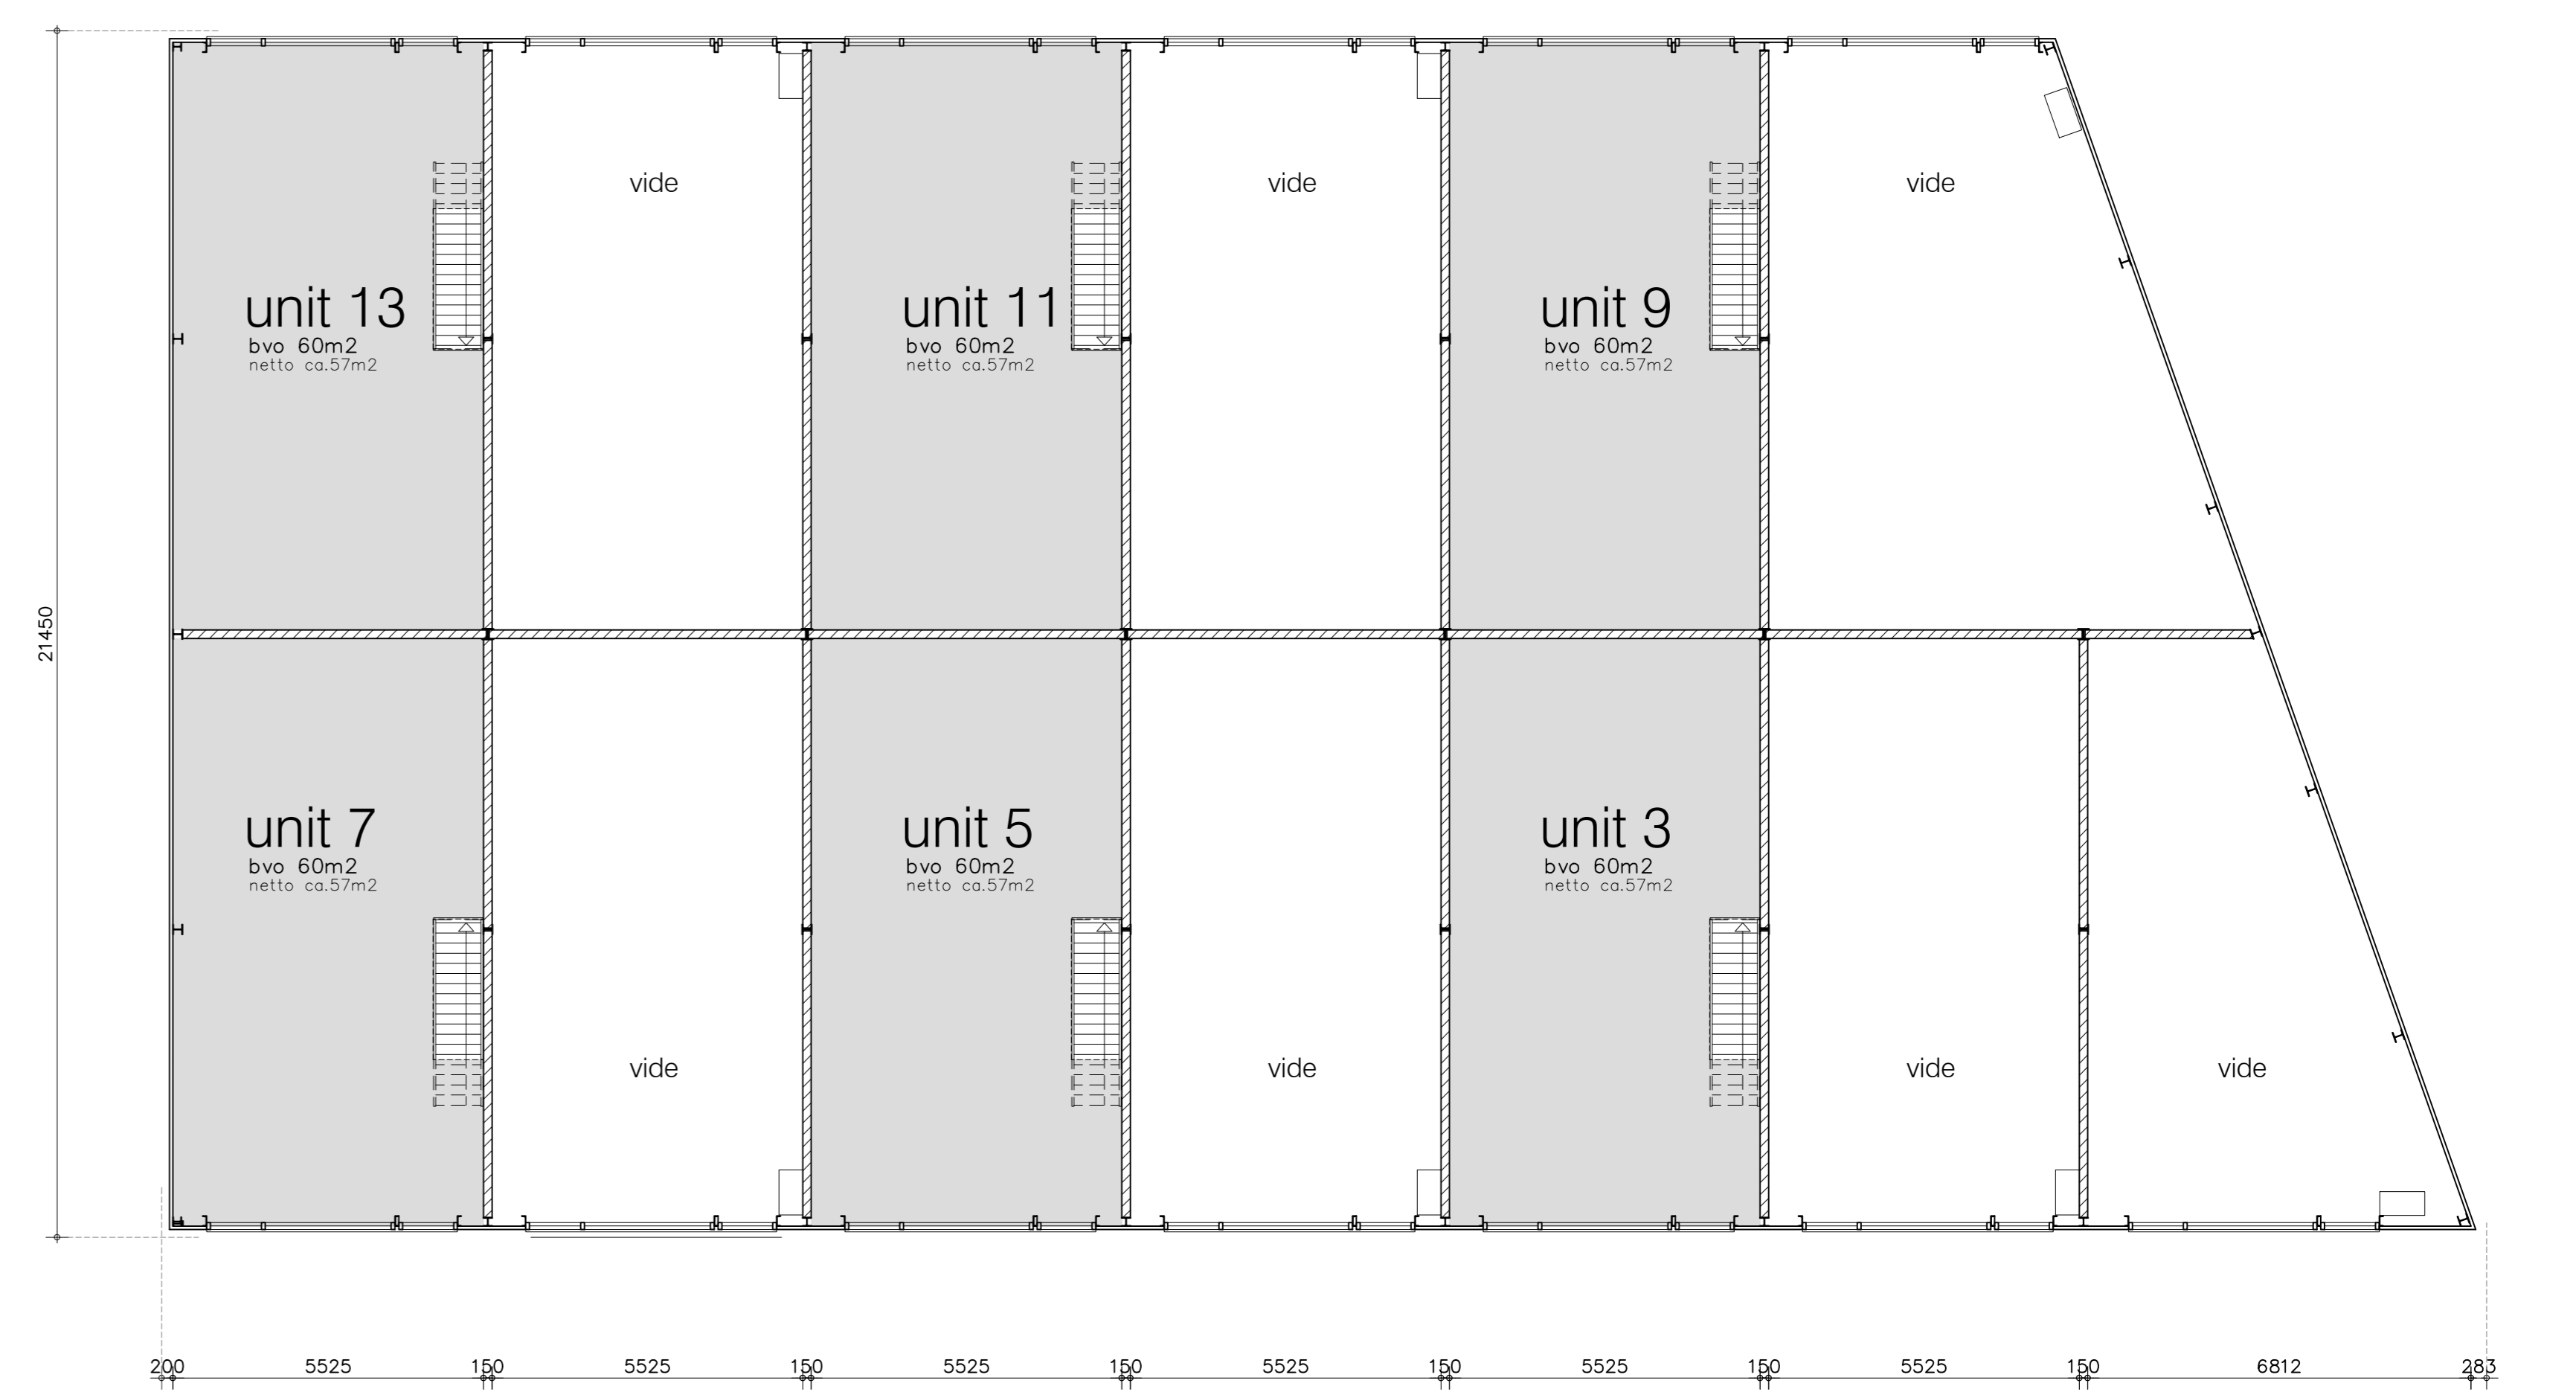 vide
vide
vide
unit 13
bvo 60m2
netto ca.57m2
unit 11
bvo 60m2
netto ca.57m2
unit 9
bvo 60m2
netto ca.57m2
21450
unit 7
bvo 60m2
netto ca.57m2
unit 5
bvo 60m2
netto ca.57m2
unit 3
bvo 60m2
netto ca.57m2
vide
vide
vide
vide
200 5525 150 5525 150 5525 150 5525 150 5525 150 5525 150 6812 283